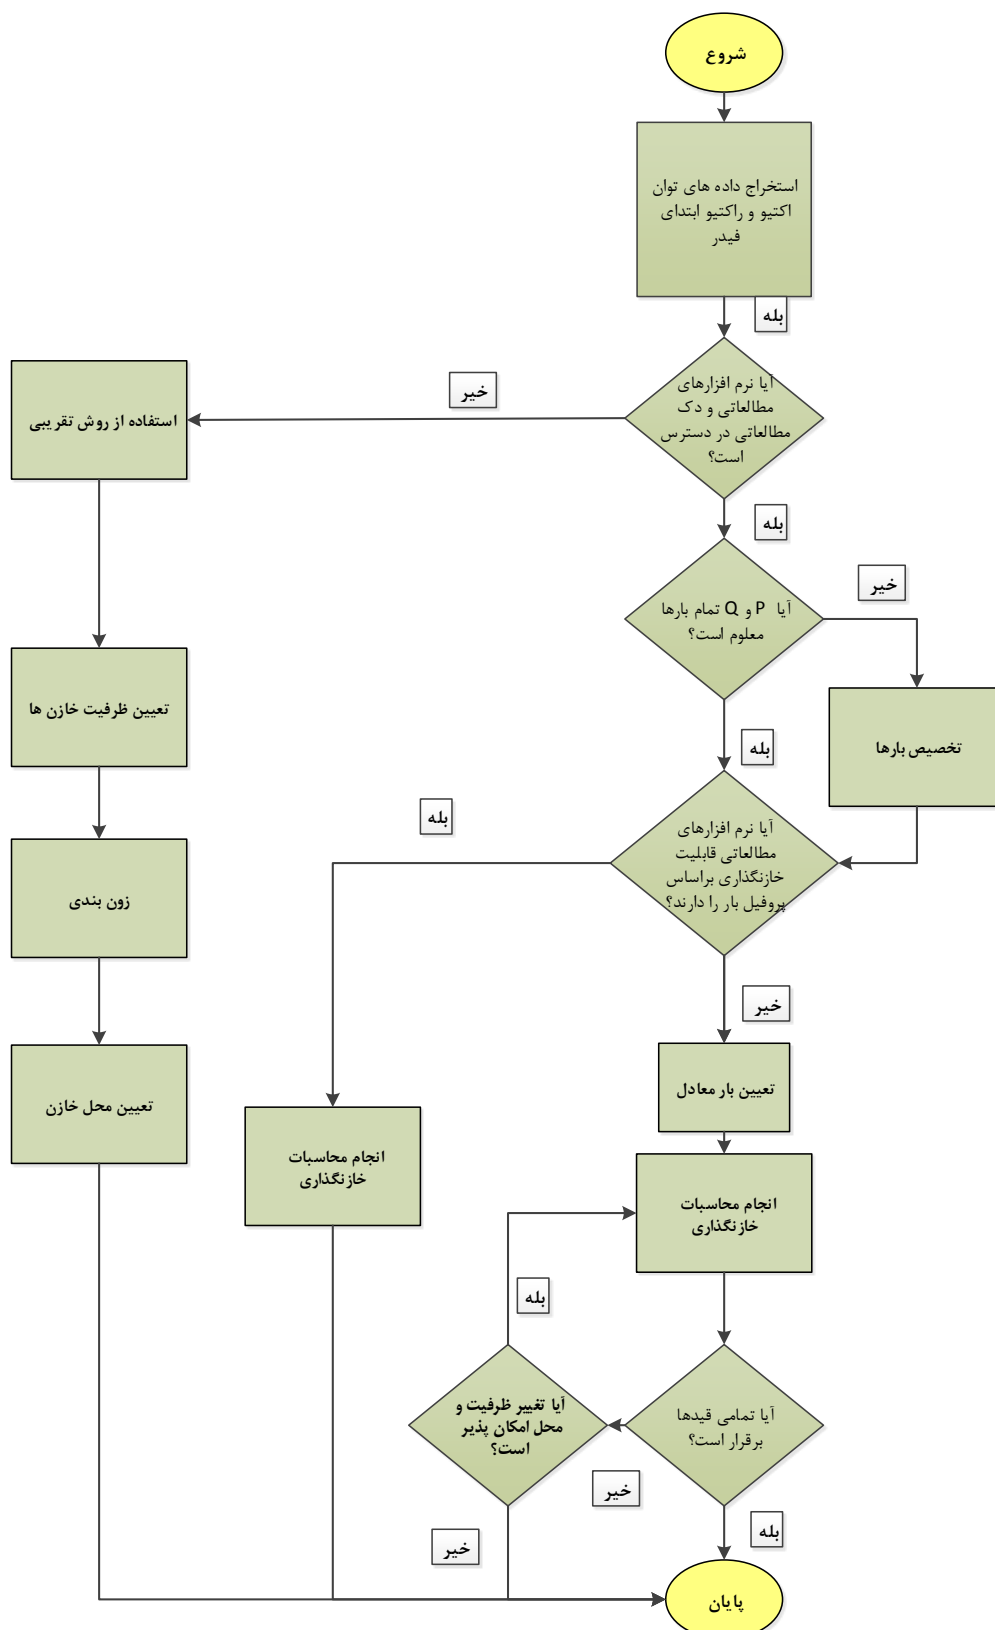 شروع
استخراج داده های توان
اکتیو و راکتیو ابتدای
فیدر
بله
آیا نرم افزارهای
مطالعاتی و دک
مطالعاتی در دسترس
است؟
خیر
استفاده از روش تقریبی
بله
آیا P و Q تمام بارها
معلوم است؟
خیر
تخصیص بارها
تعیین ظرفیت خازن ها
بله
آیا نرم افزارهای
مطالعاتی قابلیت
خازنگذاری براساس
پروفیل بار را دارند؟
بله
زون بندی
خیر
تعیین بار معادل
تعیین محل خازن
انجام محاسبات
خازنگذاری
انجام محاسبات
خازنگذاری
بله
آیا تمامی قیدها
برقرار است؟
آیا تغییر ظرفیت و
محل امکان پذیر
است؟
خیر
بله
خیر
پایان